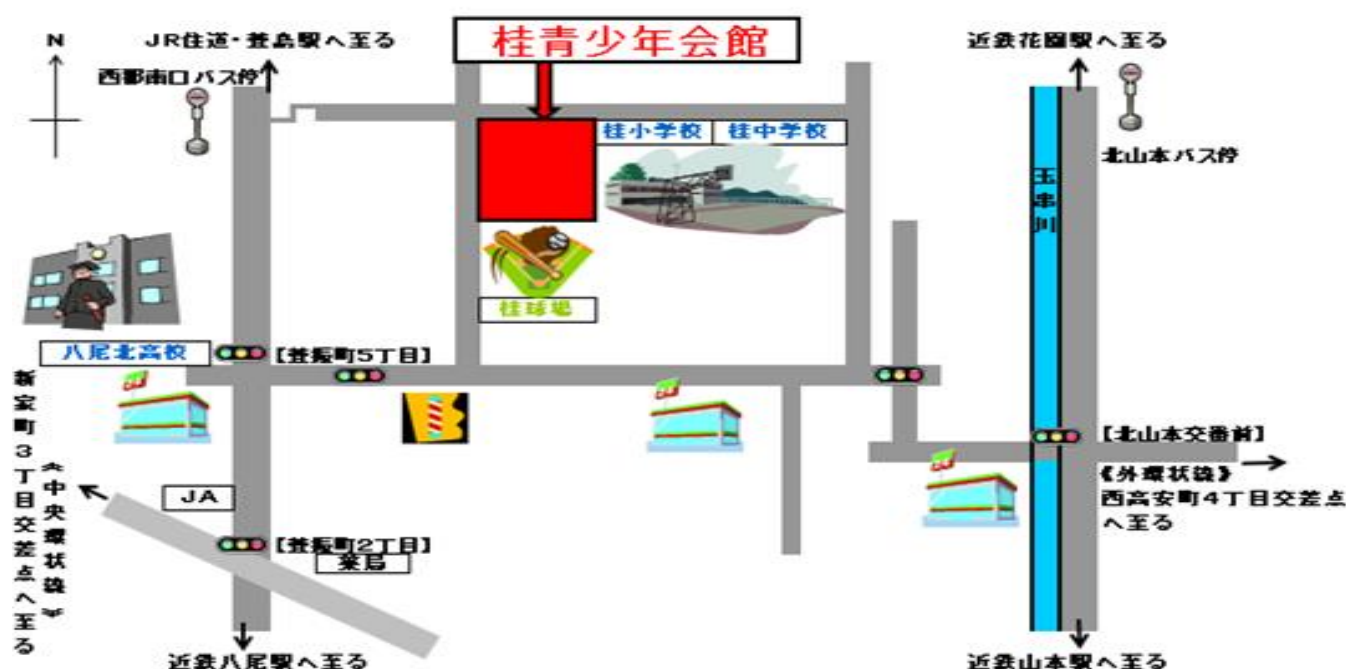 桂青少年会館
N
JR住道・萱島駅へ至る
近鉄花園駅へ至る
西郡南口バス停
桂小学校
桂中学校
北山本バス停
玉串川
桂球場
八尾北高校
[萱振町5丁目]
新家町3丁目交差点へ至る
《中央環状線》
[北山本交番前]
《外環状線》
西高安町4丁目交差点
へ至る
JA
[萱振町2丁目]
薬局
近鉄八尾駅へ至る
近鉄山本駅へ至る